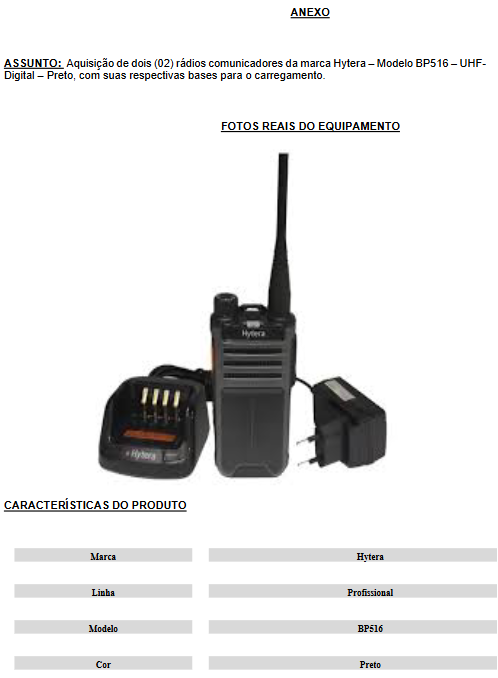 ANEXO
ASSUNTO: Aquisição de dois (02) rádios comunicadores da marca Hytera – Modelo BP516 – UHF-
Digital – Preto, com suas respectivas bases para o carregamento.
FOTOS REAIS DO EQUIPAMENTO
Hytera
Hytera
CARACTERÍSTICAS DO PRODUTO
Marca Hytera
Linha Profissional
Modelo BP516
Cor Preto